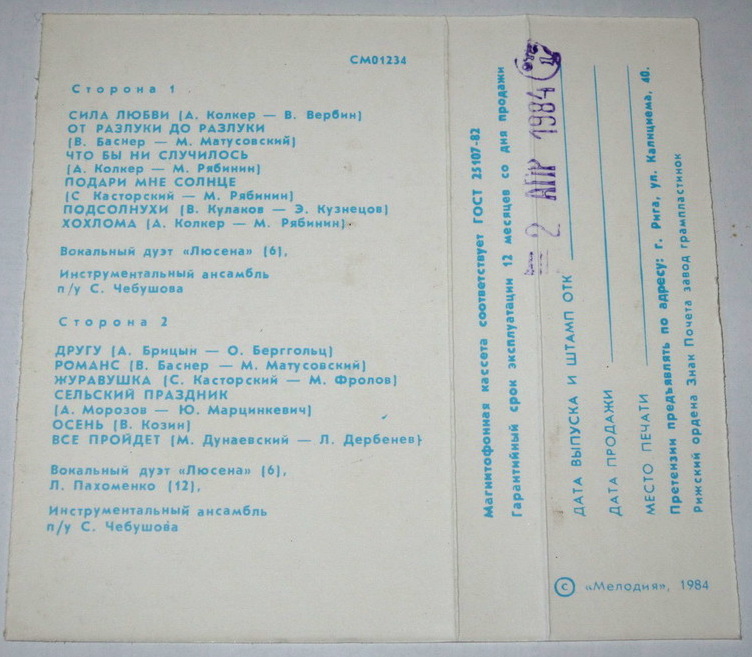 СМ01234
Сторона 1
СИЛА ЛЮБВИ (А. Колкер — В. Вербин)
ОТ РАЗЛУКИ ДО РАЗЛУКИ
(В. Баснер — М. Матусовский)
ЧТО БЫ НИ СЛУЧИЛОСЬ
(А. Колкер — М. Рябинин)
ПОДАРИ МНЕ СОЛНЦЕ
(С Касторский — М. Рябинин)
ПОДСОЛНУХИ (В. Кулаков — Э. Кузнецов)
ХОХЛОМА (А. Колкер — М. Рябинин).
Вокальный дуэт «Люсена» (6),
Инструментальный ансамбль
п/у С. Чебушова
Сторона 2
ДРУГУ (А. Брицын — О. Берггольц)
РОМАНС (В. Баснер — М. Матусовский)
ЖУРАВУШКА (С. Касторский — М. Фролов)
СЕЛЬСКИЙ ПРАЗДНИК
(А. Морозов — Ю. Марцинкевич)
ОСЕНЬ (В. Козин)
ВСЕ ПРОЙДЕТ (М. Дунаевский — Л. Дербенев)
Вокальный дуэт «Люсена» (6),
Л. Пахоменко (12),
Инструментальный ансамбль
п/у С. Чебушова
Магнитофонная кассета соответствует ГОСТ 25107-82
Гарантийный срок эксплуатации 12 месяцев со дня продажи
2 АПР 1984
ДАТА ВЫПУСКА И ШТАМП ОТК
ДАТА ПРОДАЖИ
МЕСТО ПЕЧАТИ
Претензии предъявлять по адресу: г. Рига, ул. Калнциема, 40.
Рижский ордена Знак Почета завод грампластинок
© «Мелодия», 1984